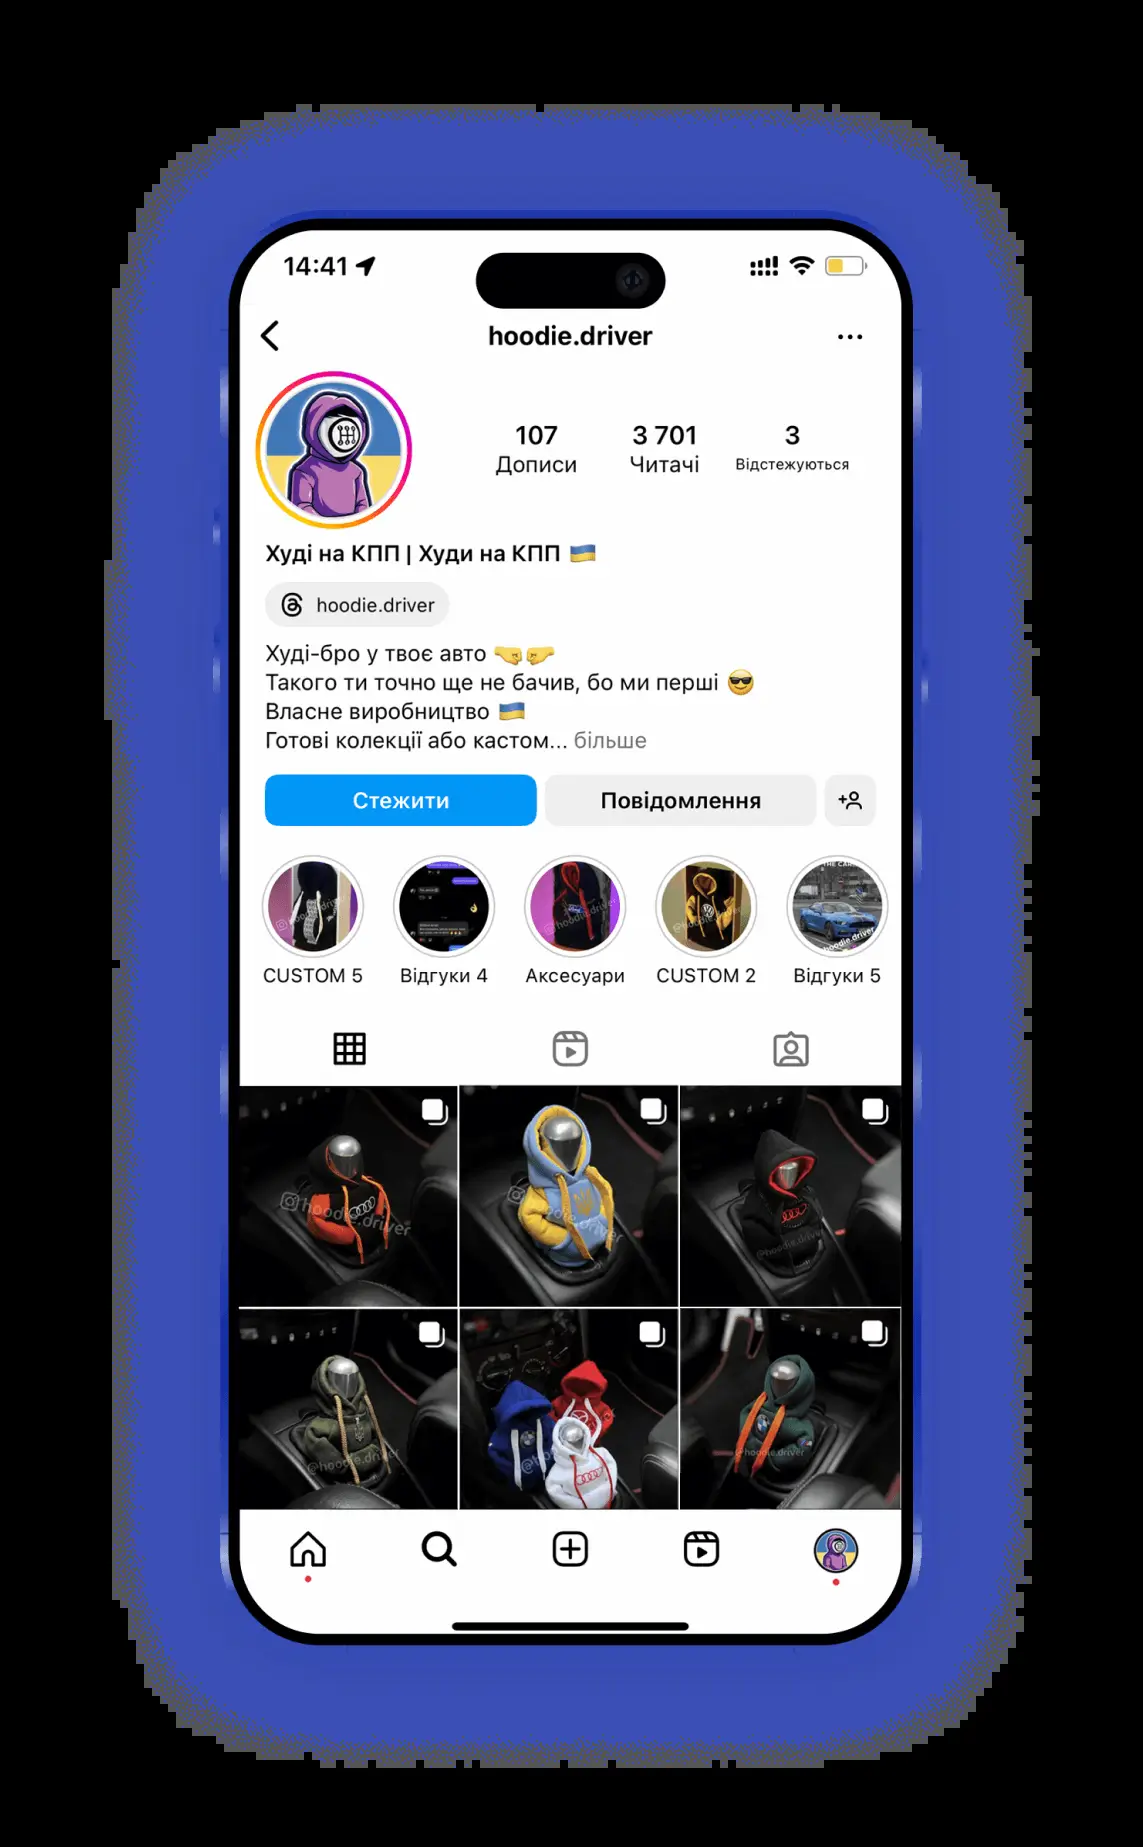 14:41
hoodie.driver
107
3 701
3
Дописи
Читачі
Відстежуються
Худі на КПП | Худи на КПП 🇺🇦
hoodie.driver
Худі-бро у твоє авто 🤜🤛
Такого ти точно ще не бачив, бо ми перші 😎
Власне виробництво 🇺🇦
Готові колекції або кастом... більше
Стежити
Повідомлення
CUSTOM 5
Відгуки 4
Аксесуари
CUSTOM 2
Відгуки 5
hoodie.driver
@hoodie.driver
@hoodie.driver
@hoodie.driver